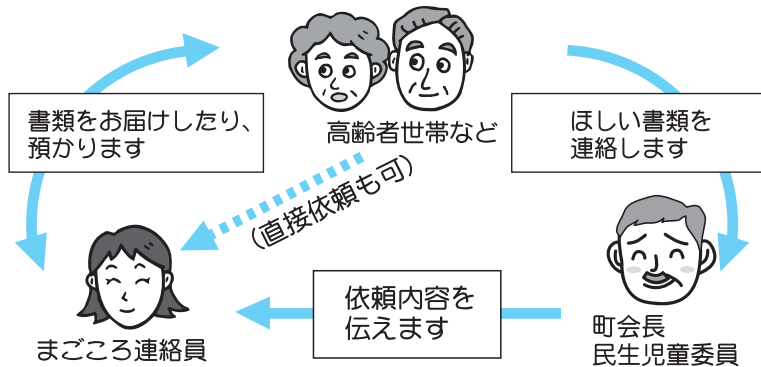 書類をお届けしたり、
預かります
高齢者世帯など
ほしい書類を
連絡します
(直接依頼も可)
まごころ連絡員
依頼内容を
伝えます
町会長
民生児童委員